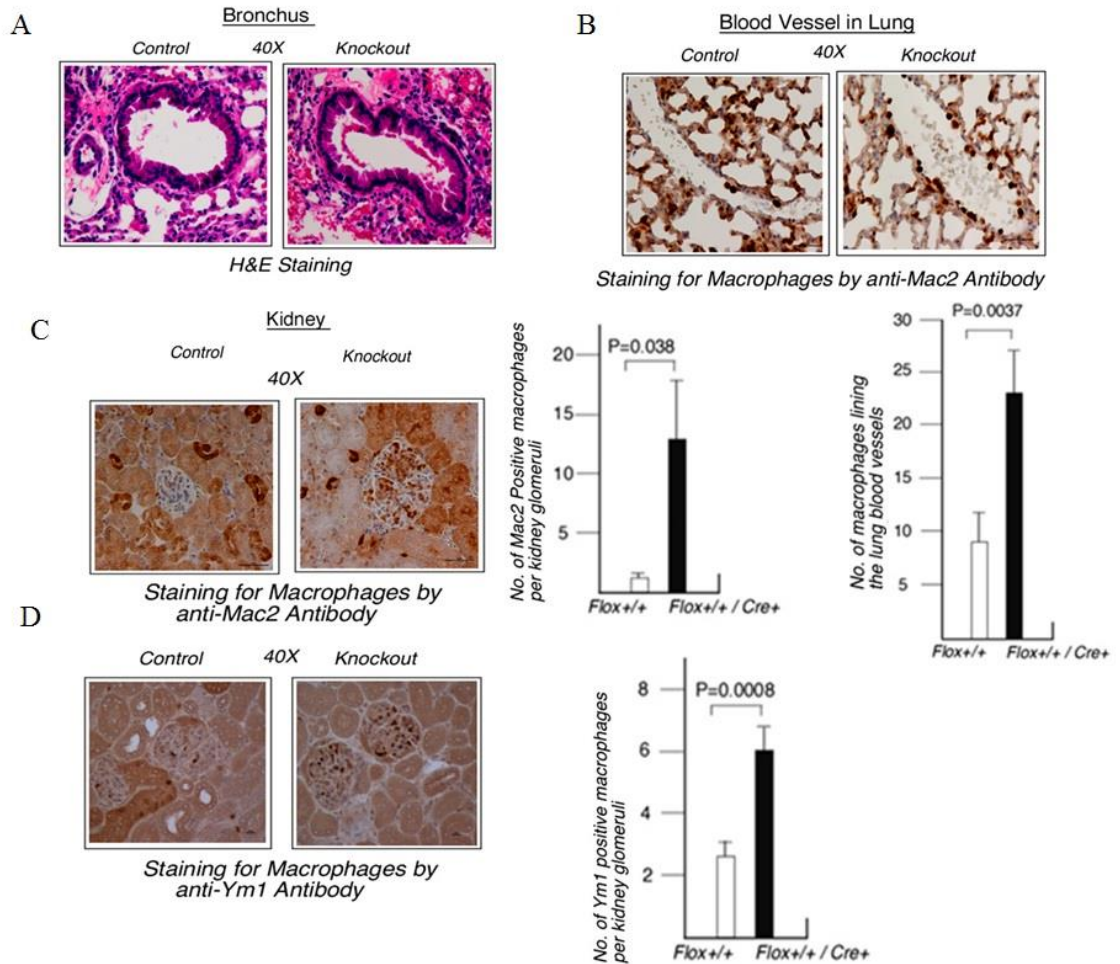 A
Bronchus
Control 40X Knockout
H&E Staining
B
Blood Vessel in Lung
Control 40X Knockout
Staining for Macrophages by anti-Mac2 Antibody
C
Kidney
Control Knockout
40X
Staining for Macrophages by
anti-Mac2 Antibody
No. of Mac2 Positive macrophages
per kidney glomeruli
20
15
10
5
P=0.038
Flox+/+ Flox+/+ / Cre+
No. of macrophages lining
the lung blood vessels
30
25
20
15
10
5
P=0.0037
Flox+/+ Flox+/+ / Cre+
D
Control 40X Knockout
Staining for Macrophages by
anti-Ym1 Antibody
No. of Ym1 positive macrophages
per kidney glomeruli
8
6
4
2
P=0.0008
Flox+/+ Flox+/+ / Cre+